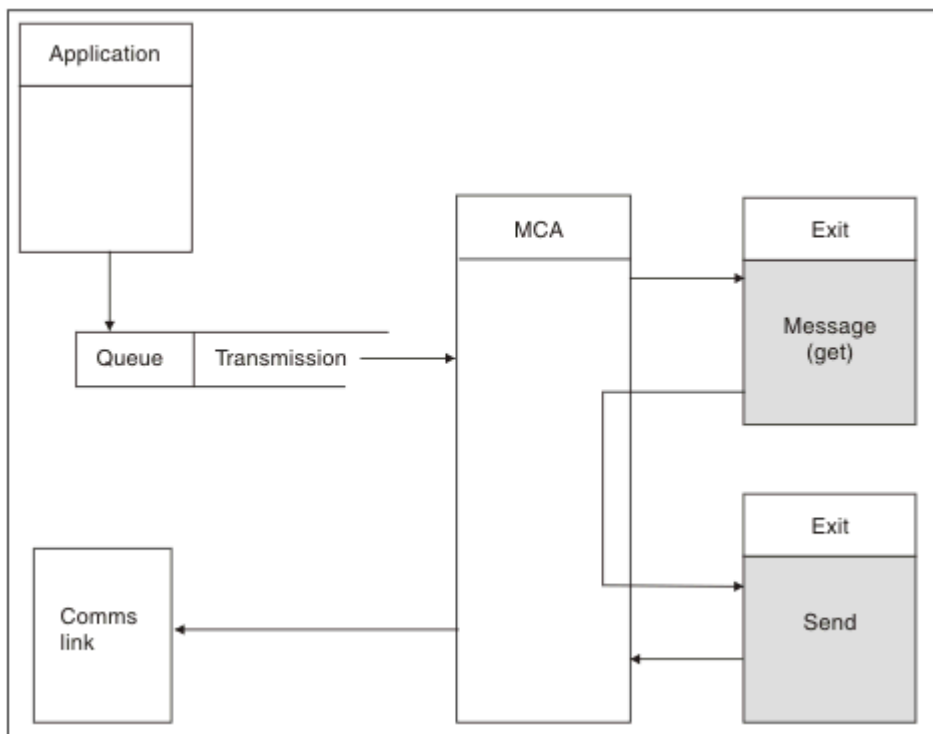 Application
MCA
Exit
Message
(get)
Queue
Transmission
Exit
Send
Comms
link